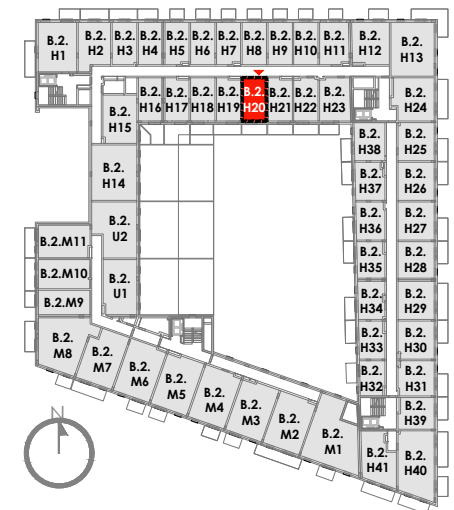 B.2.
H1
B.2.
H2
B.2.
H3
B.2.
H4
B.2.
H5
B.2.
H6
B.2.
H7
B.2.
H8
B.2.
H9
B.2.
H10
B.2.
H11
B.2.
H12
B.2.
H13
B.2.
H16
B.2.
H17
B.2.
H18
B.2.
H19
B.2.
H20
B.2.
H21
B.2.
H22
B.2.
H23
B.2.
H24
B.2.
H15
B.2.
H38
B.2.
H25
B.2.
H14
B.2.
H37
B.2.
H26
B.2.
U2
B.2.
H36
B.2.
H27
B.2.M11
B.2.
H35
B.2.
H28
B.2.M10
B.2.
U1
B.2.
H34
B.2.
H29
B.2.M9
B.2.
M8
B.2.
M7
B.2.
M6
B.2.
M5
B.2.
M4
B.2.
M3
B.2.
M2
B.2.
M1
B.2.
H33
B.2.
H30
B.2.
H32
B.2.
H31
B.2.
H39
B.2.
H41
B.2.
H40
N